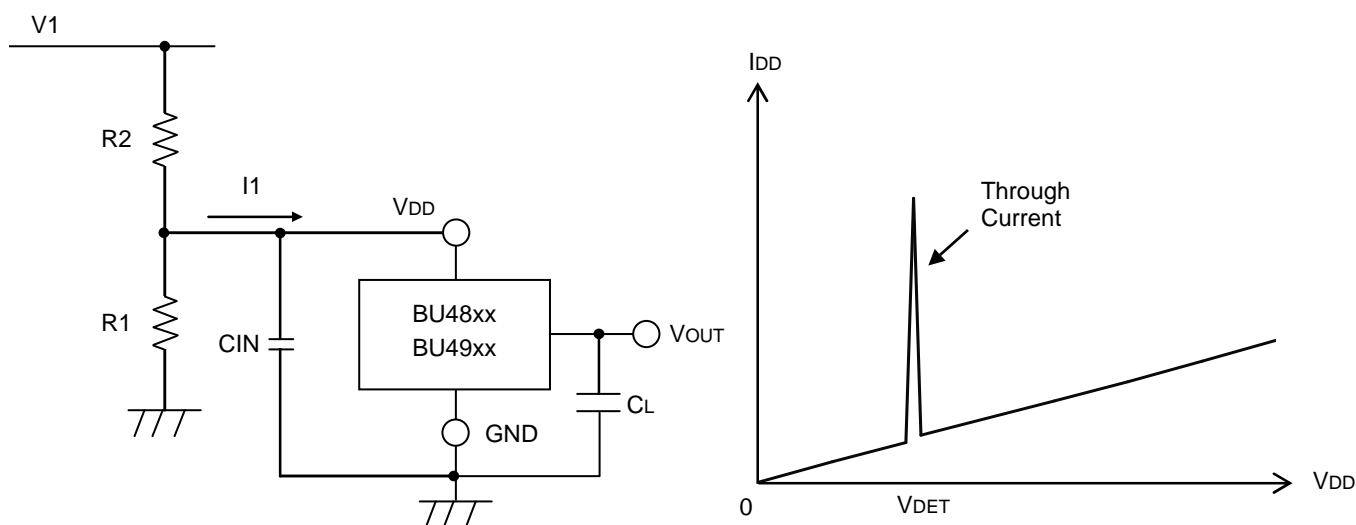 V1
R2
I1
VDD
R1
CIN
BU48xx
BU49xx
VOUT
CL
GND
IDD
Through
Current
0
VDET
VDD